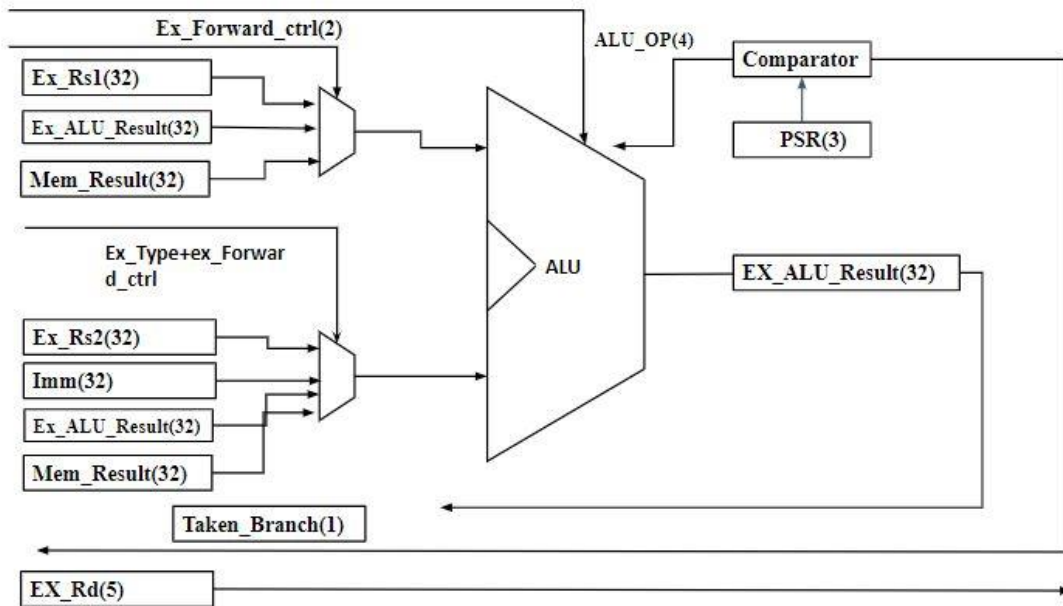 Ex_Forward_ctrl(2)
ALU_OP(4)
Ex_Rs1(32)
Comparator
Ex_ALU_Result(32)
PSR(3)
Mem_Result(32)
Ex_Type+ex_Forwar
d_ctrl
ALU
EX_ALU_Result(32)
Ex_Rs2(32)
Imm(32)
Ex_ALU_Result(32)
Mem_Result(32)
Taken_Branch(1)
EX_Rd(5)